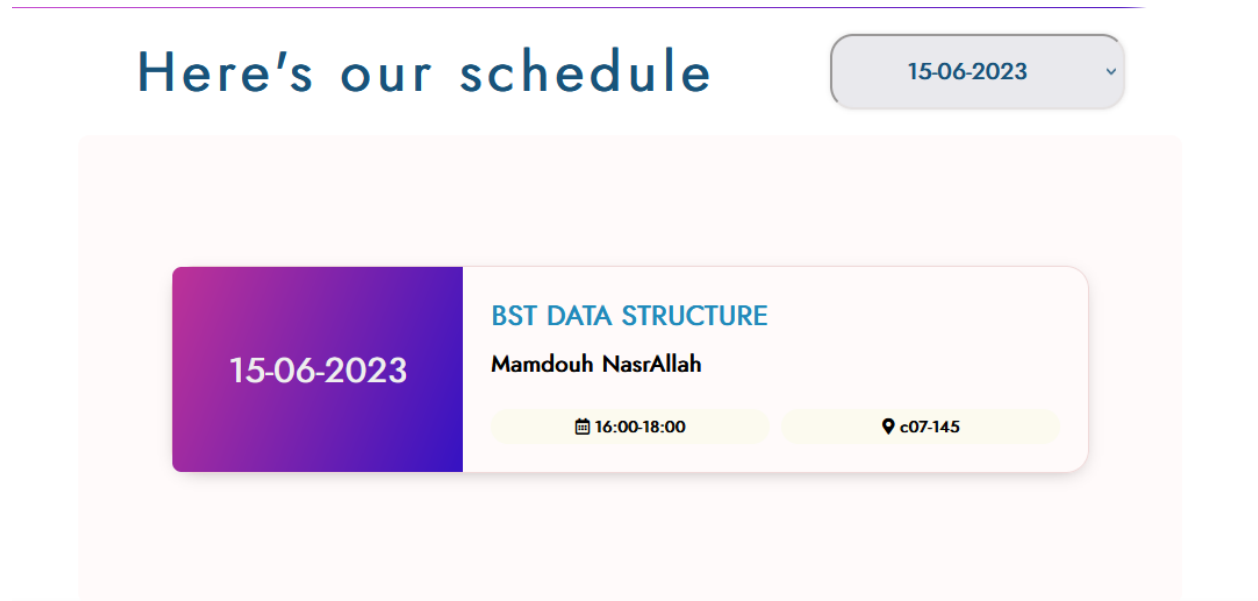 Here's our schedule
15-06-2023
15-06-2023
BST DATA STRUCTURE
Mamdouh NasrAllah
16:00-18:00
c07-145